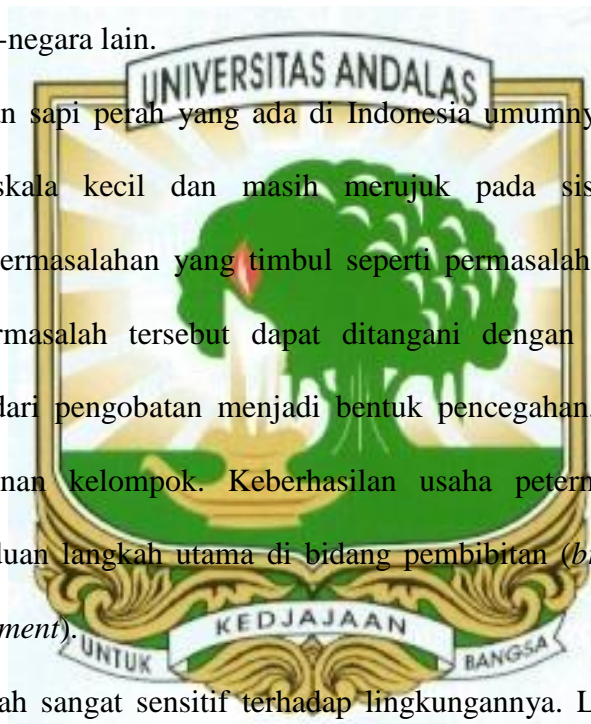 -negara lain.
UNIVERSITAS ANDALAS
an sapi perah yang ada di Indonesia umumny
skala kecil dan masih merujuk pada sis
ermasalahan yang timbul seperti permasalah
rmasalah tersebut dapat ditangani dengan
dari pengobatan menjadi bentuk pencegahan.
nan kelompok. Keberhasilan usaha petern
duan langkah utama di bidang pembibitan (b
ment).
UNTUK KEDJAJAAN BANGSA
ah sangat sensitif terhadap lingkungannya. L